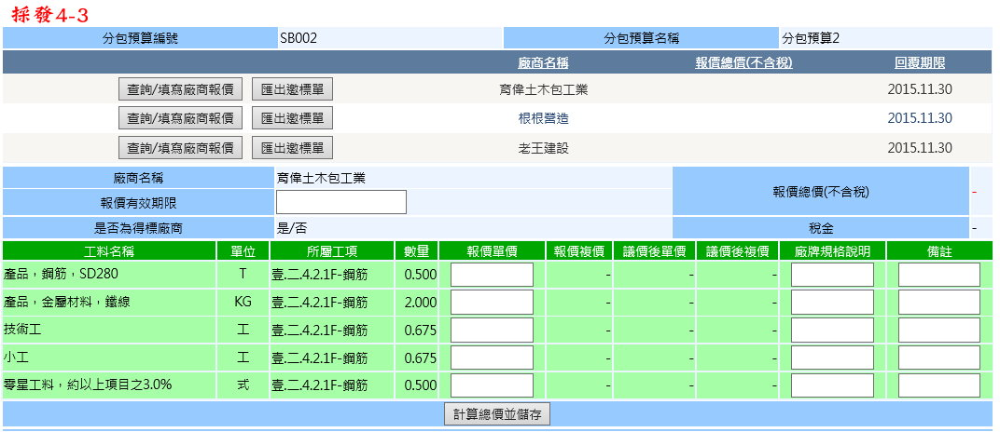 採發4-3
分包預算編號 SB002 分包預算名稱 分包預算2
廠商名稱 報價總價(不含稅) 回覆期限
查詢/填寫廠商報價 匯出邀標單 育偉土木包工業 2015.11.30
查詢/填寫廠商報價 匯出邀標單 根根營造 2015.11.30
查詢/填寫廠商報價 匯出邀標單 老王建設 2015.11.30
廠商名稱 育偉土木包工業 報價總價(不含稅) -
報價有效期限
是否為得標廠商 是/否 稅金 -
工料名稱 單位 所屬工項 數量 報價單價 報價複價 議價後單價 議價後複價 廠牌規格說明 備註
產品，鋼筋，SD280 T 壹.二.4.2.1F-鋼筋 0.500 - - -
產品，金屬材料，鐵線 KG 壹.二.4.2.1F-鋼筋 2.000 - - -
技術工 工 壹.二.4.2.1F-鋼筋 0.675 - - -
小工 工 壹.二.4.2.1F-鋼筋 0.675 - - -
零星工料，約以上項目之3.0% 式 壹.二.4.2.1F-鋼筋 0.500 - - -
計算總價並儲存